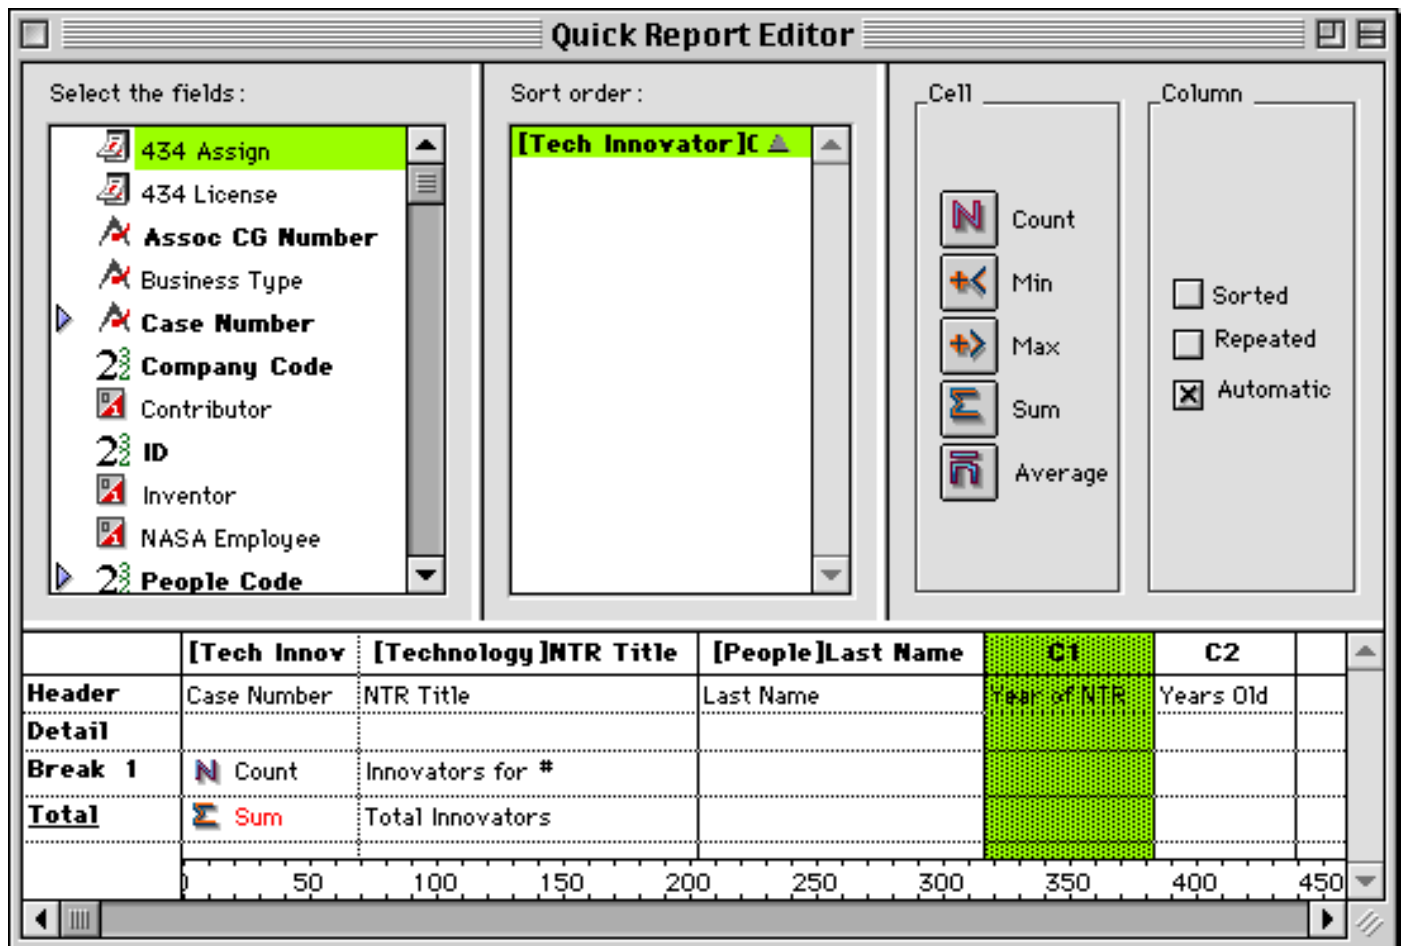 Quick Report Editor
Select the fields:
434 Assign
434 License
Assoc CG Number
Business Type
Case Number
Company Code
Contributor
ID
Inventor
NASA Employee
People Code
Sort order:
[Tech Innovator]C
Cell
Count
Min
Max
Sum
Average
Column
Sorted
Repeated
Automatic
[Tech Innov [Technology]NTR Title [People]Last Name C1 C2
Header Case Number NTR Title Last Name Year of NTR Years Old
Detail
Break 1 Count Innovators for #
Total Sum Total Innovators
50 100 150 200 250 300 350 400 450